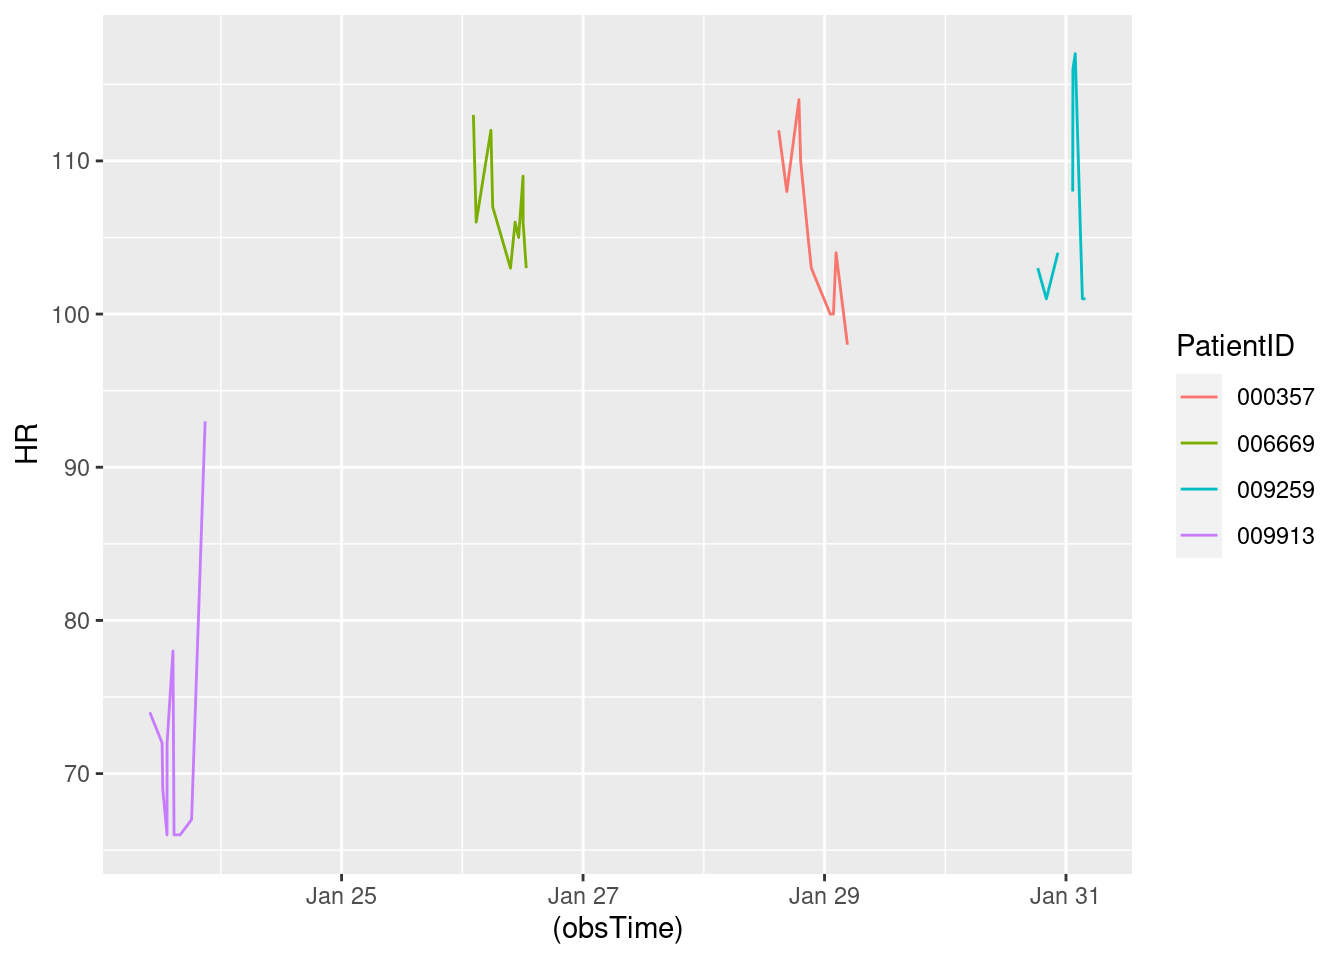 110
100
90
80
70
HR
Jan 25
Jan 27
Jan 29
Jan 31
(obsTime)
PatientID
000357
006669
009259
009913